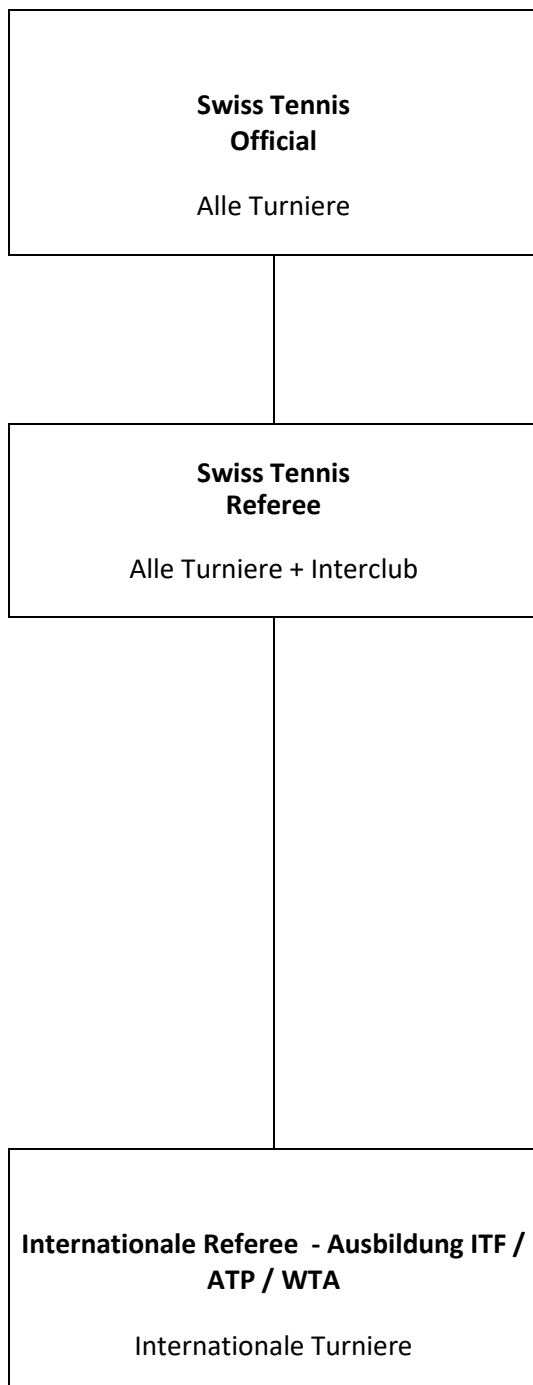 Swiss Tennis
Official
Alle Turniere
Swiss Tennis
Referee
Alle Turniere + Interclub
Internationale Referee - Ausbildung ITF /
ATP / WTA
Internationale Turniere